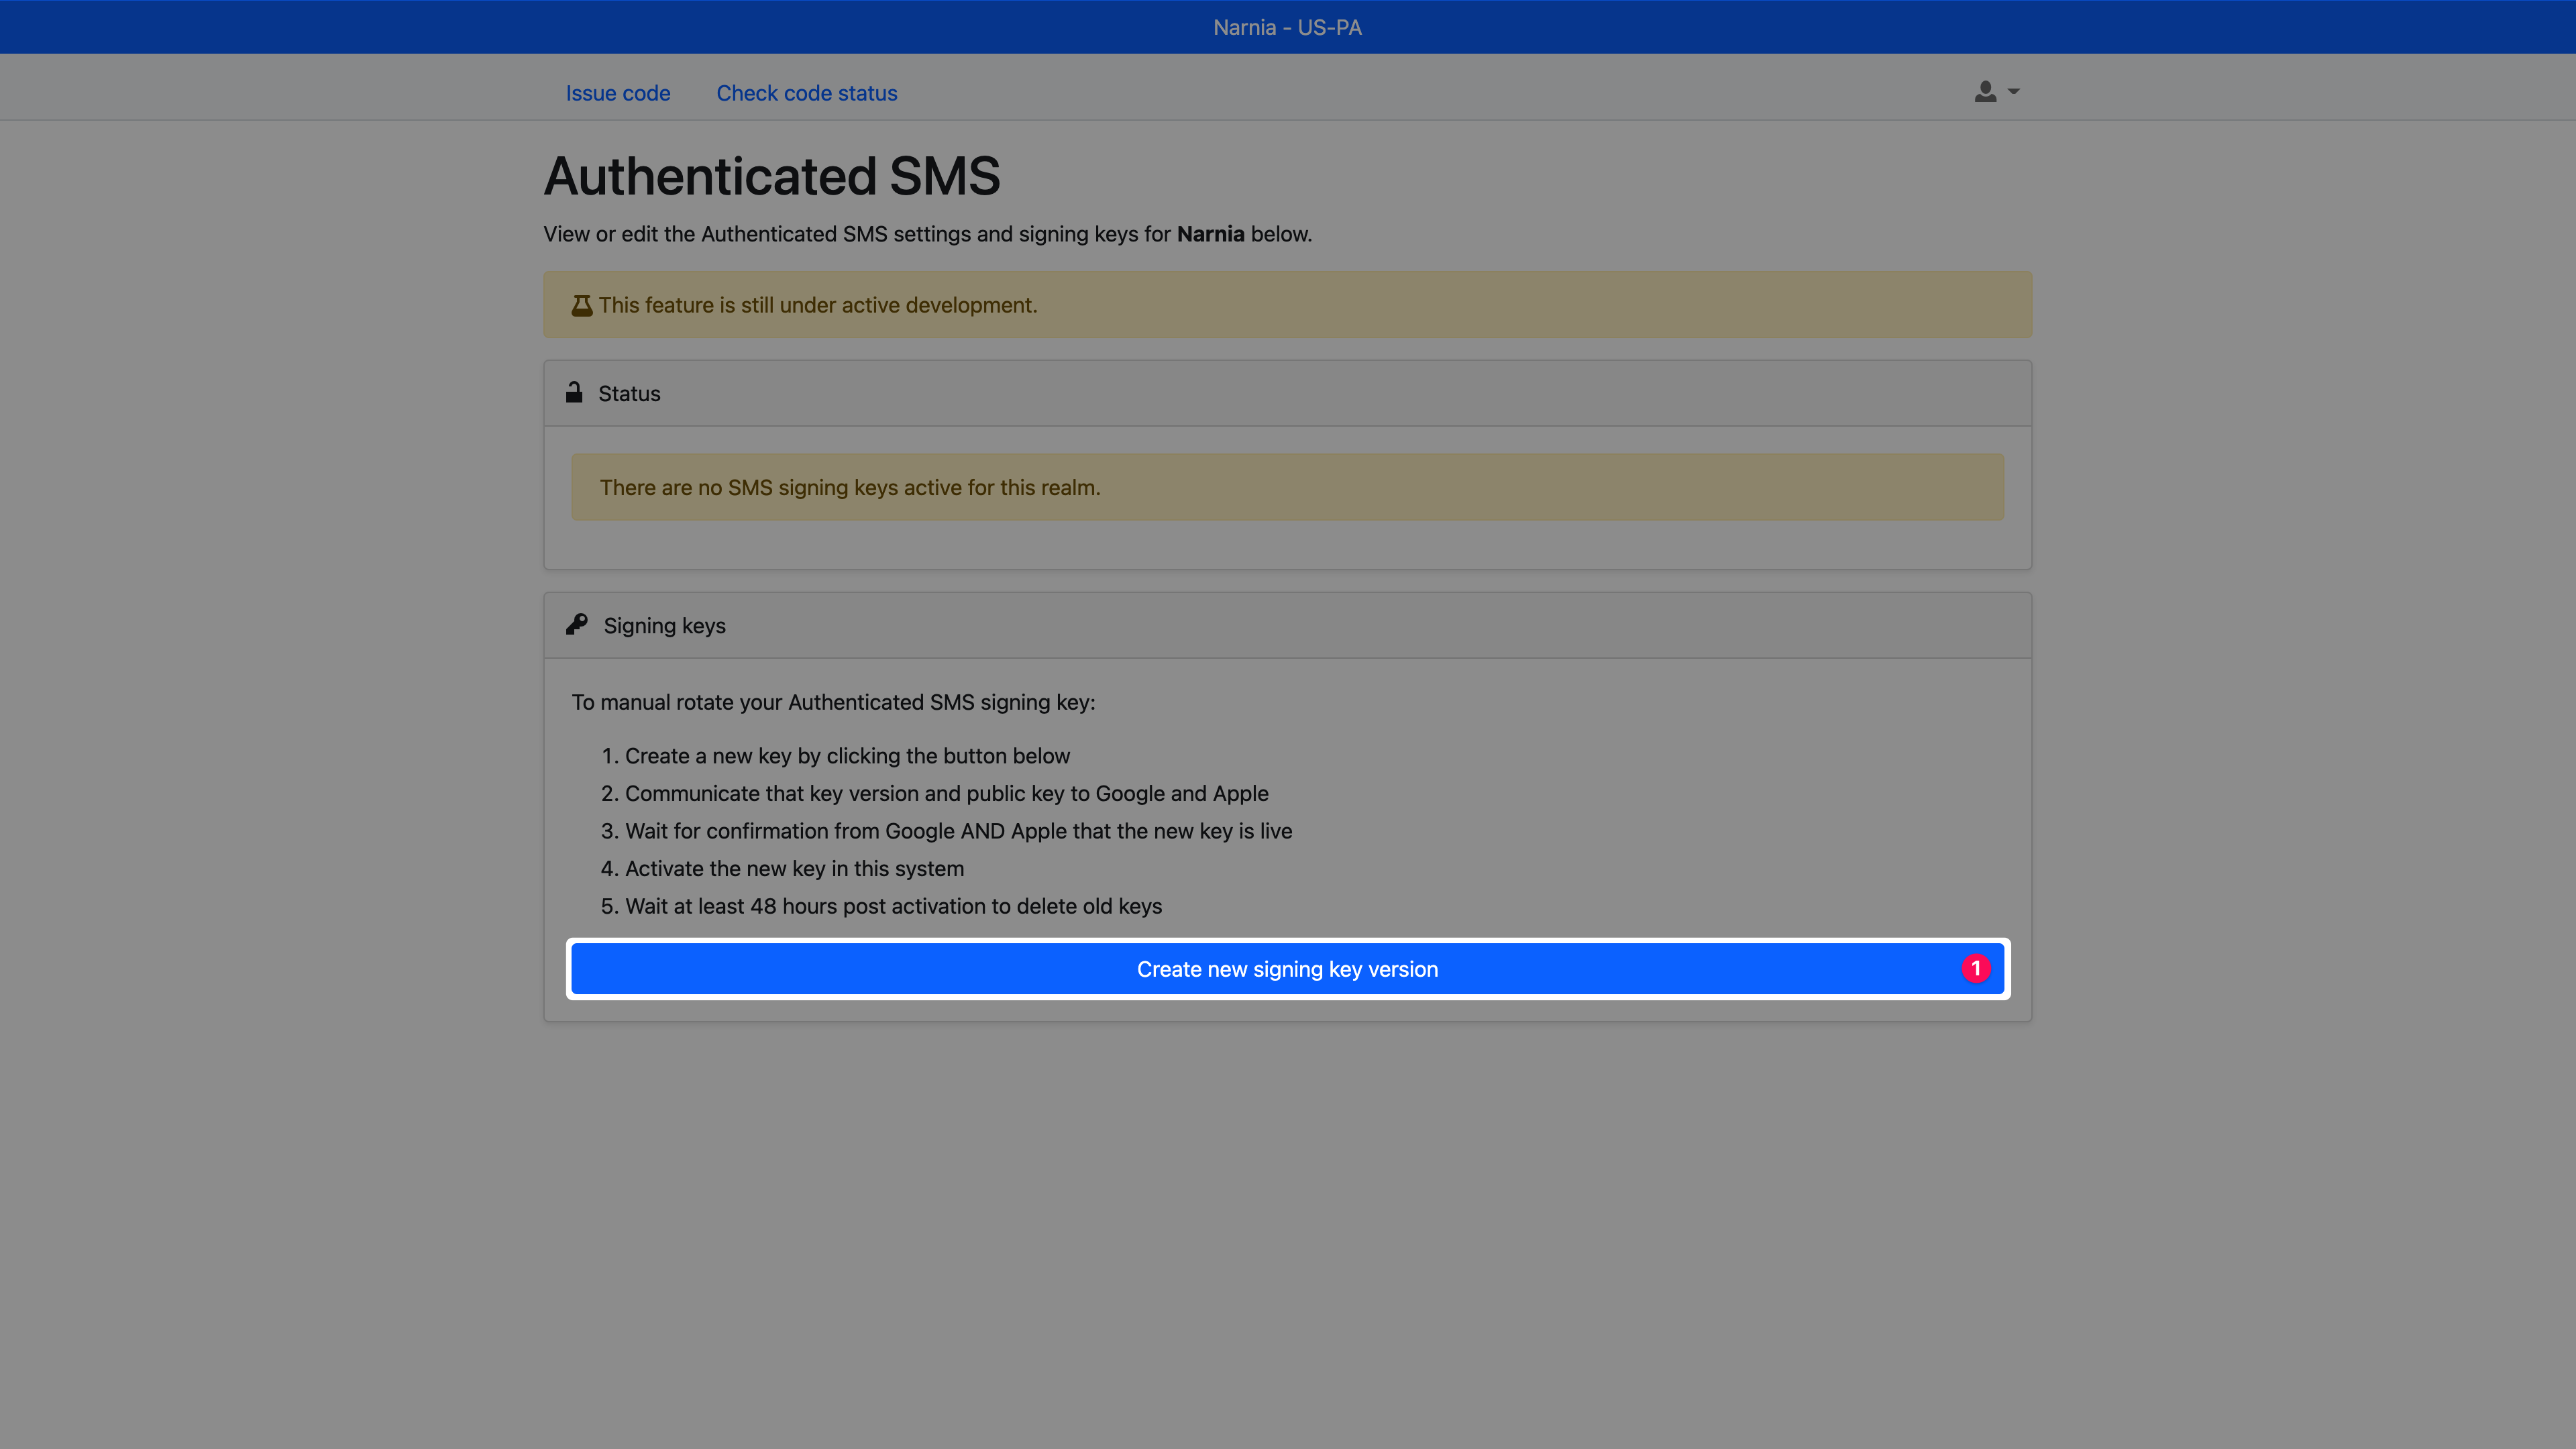 Narnia - US-PA
Issue code
Check code status
Authenticated SMS
View or edit the Authenticated SMS settings and signing keys for Narnia below.
This feature is still under active development.
Status
There are no SMS signing keys active for this realm.
Signing keys
To manual rotate your Authenticated SMS signing key:
1. Create a new key by clicking the button below
2. Communicate that key version and public key to Google and Apple
3. Wait for confirmation from Google AND Apple that the new key is live
4. Activate the new key in this system
5. Wait at least 48 hours post activation to delete old keys
Create new signing key version
1